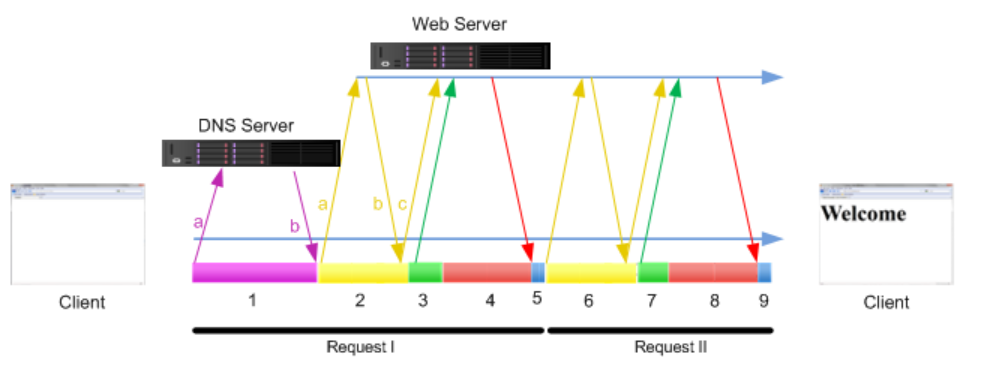 Web Server
DNS Server
a
b
a
b
c
Welcome
Client
1
2
3
4
5
6
7
8
9
Client
Request I
Request II